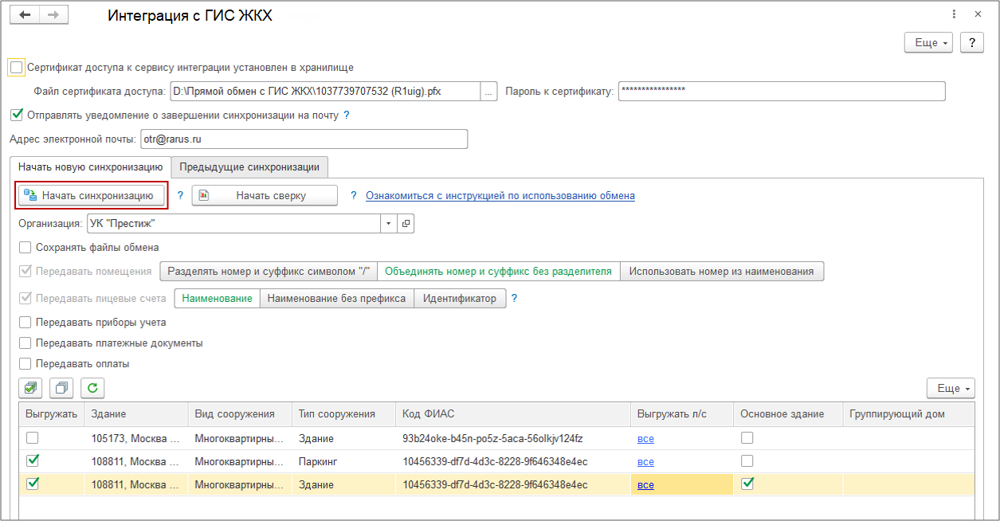 Интеграция с ГИС ЖКХ
Еще ?
Сертификат доступа к сервису интеграции установлен в хранилище
Файл сертификата доступа: D:\Прямой обмен с ГИС ЖКХ\1037739707532 (R1uig).pfx ... Пароль к сертификату: ****************
Отправлять уведомление о завершении синхронизации на почту ?
Адрес электронной почты: otr@rarus.ru
Начать новую синхронизацию Предыдущие синхронизации
Начать синхронизацию ? Начать сверку ? Ознакомиться с инструкцией по использованию обмена
Организация: УК "Престиж"
Сохранять файлы обмена
Передавать помещения Разделять номер и суффикс символом "/" Объединять номер и суффикс без разделителя Использовать номер из наименования
Передавать лицевые счета Наименование Наименование без префикса Идентификатор ?
Передавать приборы учета
Передавать платежные документы
Передавать оплаты
Еще
Выгружать Здание Вид сооружения Тип сооружения Код ФИАС Выгружать л/с Основное здание Группирующий дом
105173, Москва ... Многоквартирны... Здание 93b24oke-b45n-po5z-5aca-56olkjv124fz все
108811, Москва ... Многоквартирны... Паркинг 10456339-df7d-4d3c-8228-9f646348e4ec все
108811, Москва ... Многоквартирны... Здание 10456339-df7d-4d3c-8228-9f646348e4ec все